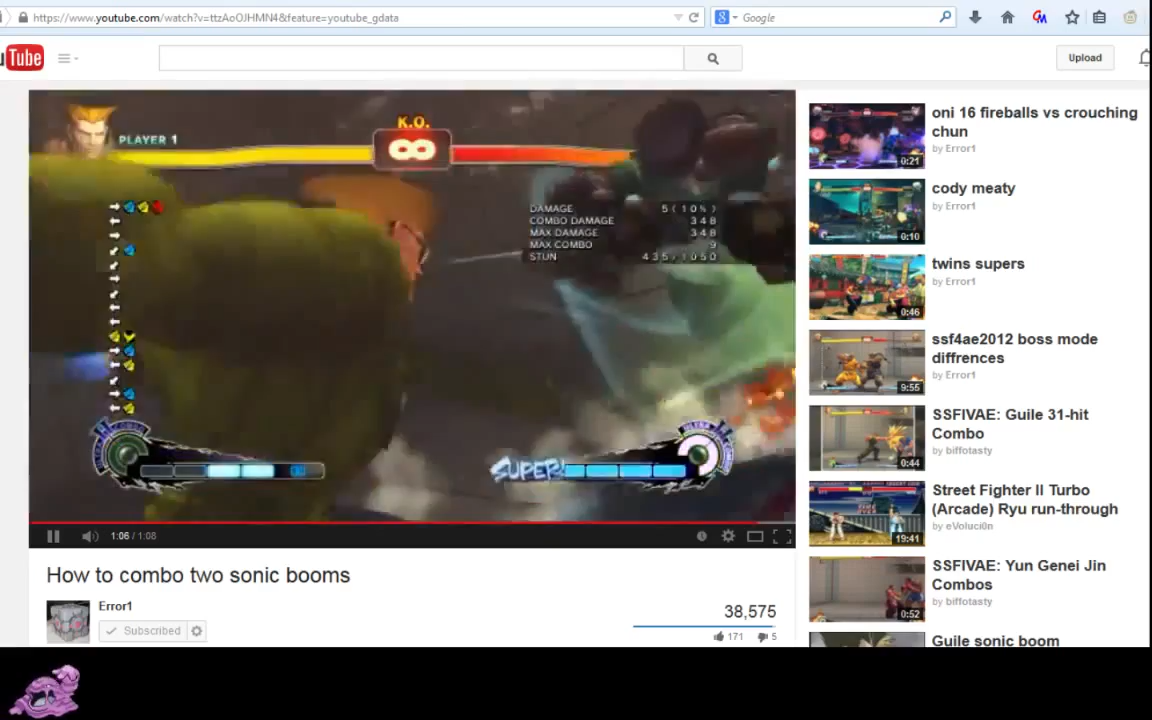 https://www.youtube.com/watch?v=ttzAoOJHMN4&feature=youtube_gdata
Google
Tube
Upload
PLAYER 1
K.O.
DAMAGE 5(10%)
COMBO DAMAGE 348
MAX DAMAGE 348
MAX COMBO 9
STUN 435/1050
SUPER!
1:06 / 1:08
How to combo two sonic booms
Error1
Subscribed
38,575
171 5
oni 16 fireballs vs crouching
chun
by Error1
0:21
cody meaty
by Error1
0:10
twins supers
by Error1
0:46
ssf4ae2012 boss mode
diffrences
by Error1
9:55
SSFIVAE: Guile 31-hit
Combo
by biffotasty
0:44
Street Fighter II Turbo
(Arcade) Ryu run-through
by eVoluci0n
19:41
SSFIVAE: Yun Genei Jin
Combos
by biffotasty
0:52
Guile sonic boom